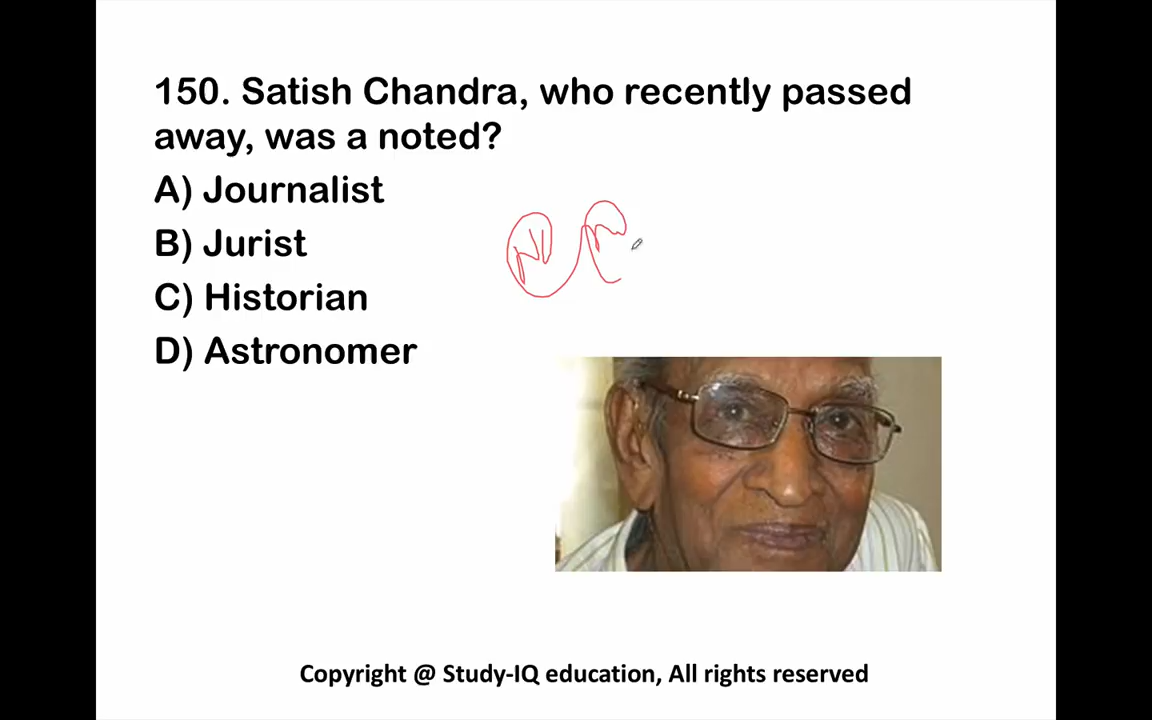 150. Satish Chandra, who recently passed
away, was a noted?
A) Journalist
B) Jurist
C) Historian
D) Astronomer
Copyright @ Study-IQ education, All rights reserved